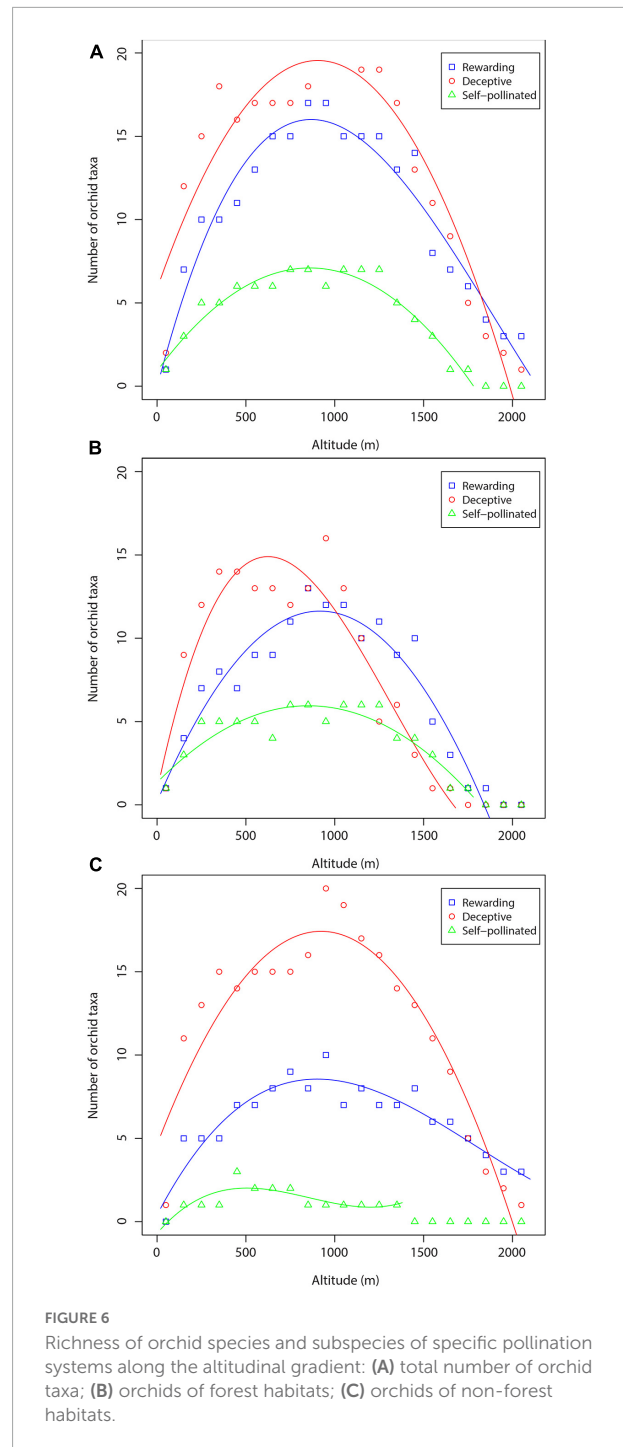 A
20
15
10
5
0
Number of orchid taxa
Rewarding
Deceptive
Self-pollinated
0 500 1000 1500 2000
Altitude (m)
B
20
15
10
5
0
Number of orchid taxa
Rewarding
Deceptive
Self-pollinated
0 500 1000 1500 2000
Altitude (m)
C
20
15
10
5
0
Number of orchid taxa
Rewarding
Deceptive
Self-pollinated
0 500 1000 1500 2000
Altitude (m)
FIGURE 6
Richness of orchid species and subspecies of specific pollination
systems along the altitudinal gradient: (A) total number of orchid
taxa; (B) orchids of forest habitats; (C) orchids of non-forest
habitats.